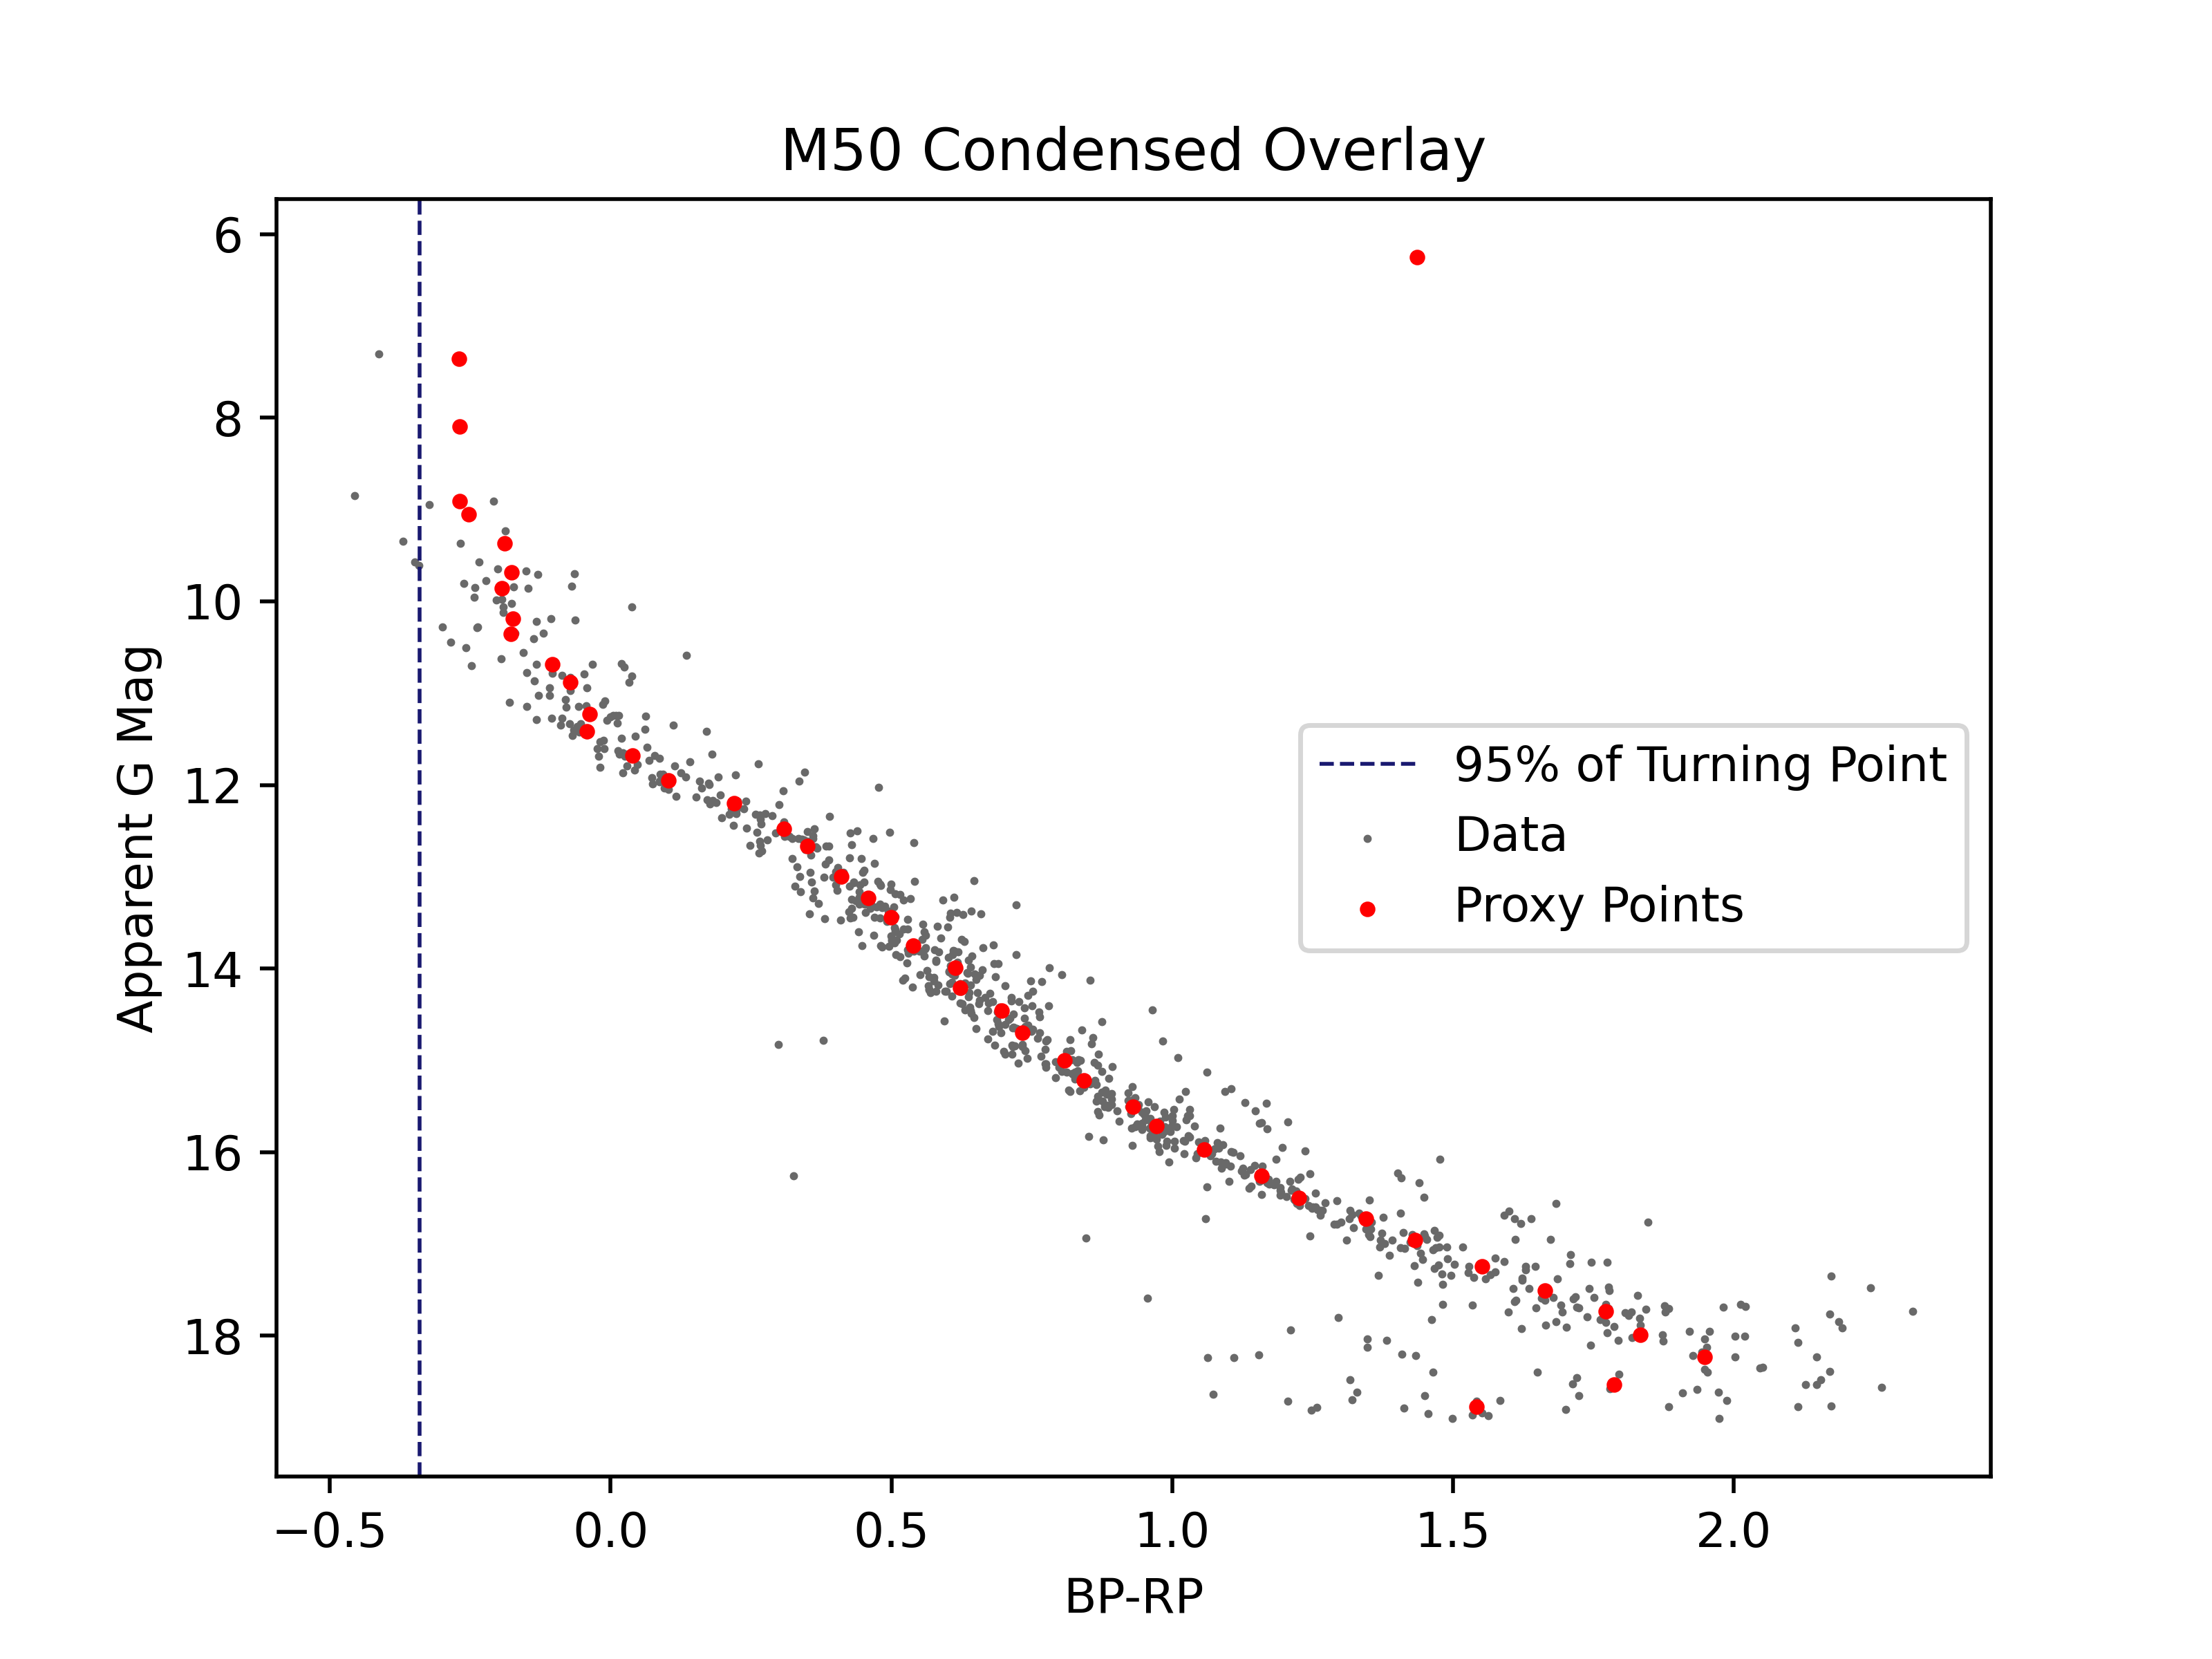 M50 Condensed Overlay
6
8
10
12
14
16
18
Apparent G Mag
95% of Turning Point
Data
Proxy Points
−0.5 0.0 0.5 1.0 1.5 2.0
BP-RP